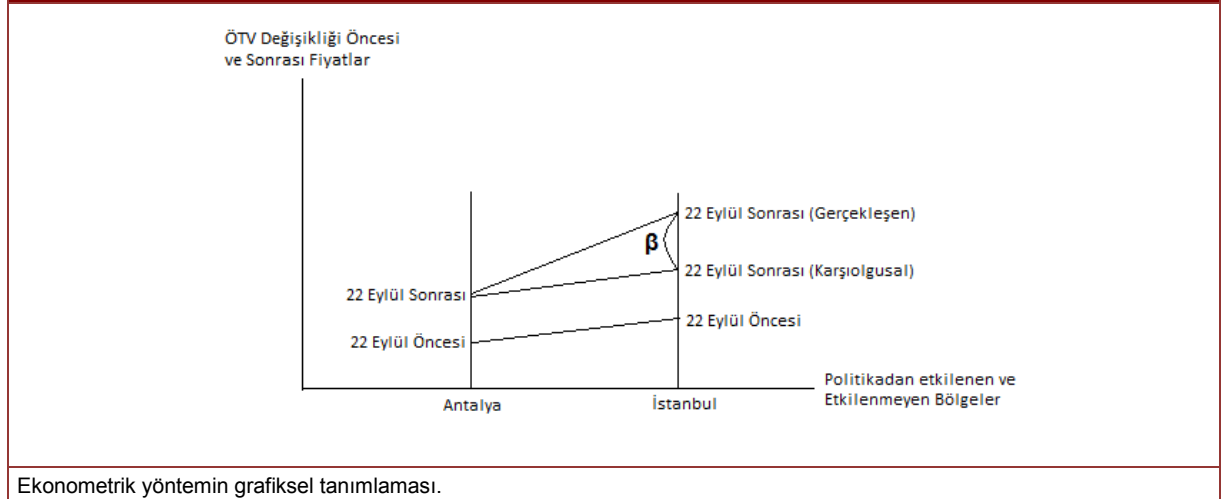 ÖTV Değişikliği Öncesi
ve Sonrası Fiyatlar
22 Eylül Sonrası (Gerçekleşen)
β
22 Eylül Sonrası (Karşıolgusal)
22 Eylül Sonrası
22 Eylül Öncesi
22 Eylül Öncesi
Politikadan etkilenen ve
Etkilenmeyen Bölgeler
Antalya
İstanbul
Ekonometrik yöntemin grafiksel tanımlaması.